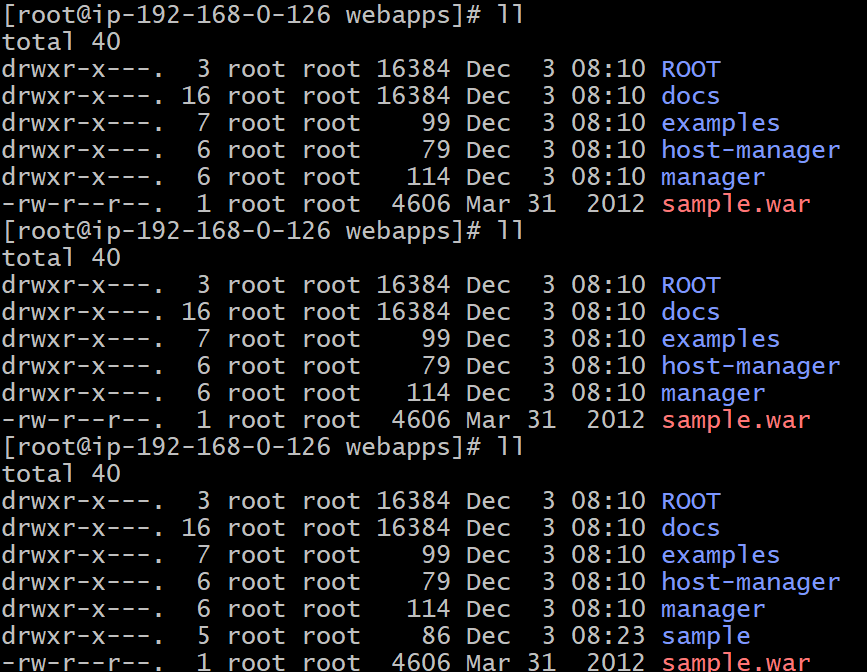 [root@ip-192-168-0-126 webapps]# ll
total 40
drwxr-x---.  3 root root 16384 Dec  3 08:10 ROOT
drwxr-x---. 16 root root 16384 Dec  3 08:10 docs
drwxr-x---.  7 root root    99 Dec  3 08:10 examples
drwxr-x---.  6 root root    79 Dec  3 08:10 host-manager
drwxr-x---.  6 root root   114 Dec  3 08:10 manager
-rw-r--r--.  1 root root  4606 Mar 31  2012 sample.war
[root@ip-192-168-0-126 webapps]# ll
total 40
drwxr-x---.  3 root root 16384 Dec  3 08:10 ROOT
drwxr-x---. 16 root root 16384 Dec  3 08:10 docs
drwxr-x---.  7 root root    99 Dec  3 08:10 examples
drwxr-x---.  6 root root    79 Dec  3 08:10 host-manager
drwxr-x---.  6 root root   114 Dec  3 08:10 manager
-rw-r--r--.  1 root root  4606 Mar 31  2012 sample.war
[root@ip-192-168-0-126 webapps]# ll
total 40
drwxr-x---.  3 root root 16384 Dec  3 08:10 ROOT
drwxr-x---. 16 root root 16384 Dec  3 08:10 docs
drwxr-x---.  7 root root    99 Dec  3 08:10 examples
drwxr-x---.  6 root root    79 Dec  3 08:10 host-manager
drwxr-x---.  6 root root   114 Dec  3 08:10 manager
drwxr-x---.  5 root root    86 Dec  3 08:23 sample
-rw-r--r--.  1 root root  4606 Mar 31  2012 sample.war